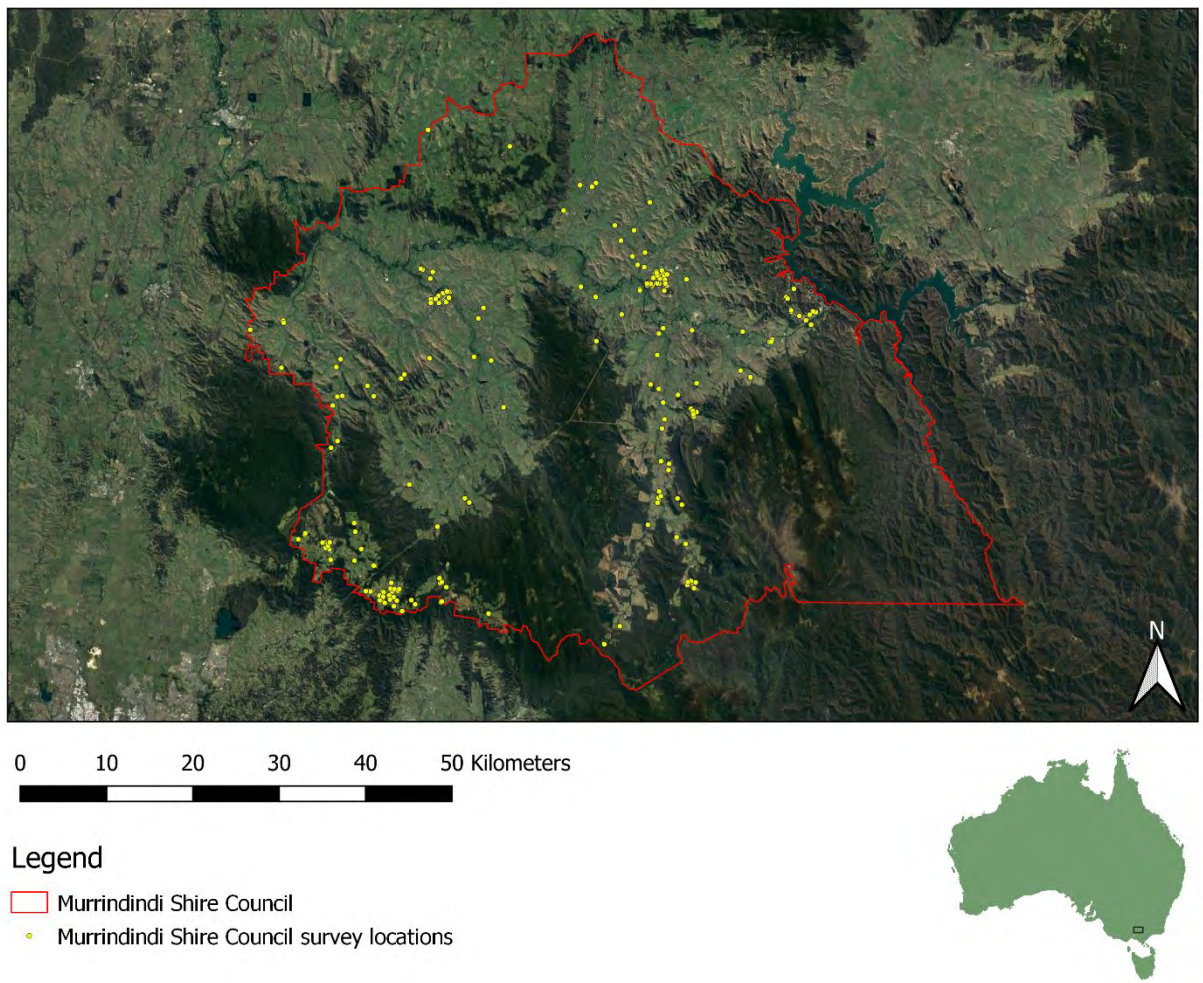 N
0 10 20 30 40 50 Kilometers
Legend
Murrindindi Shire Council
Murrindindi Shire Council survey locations